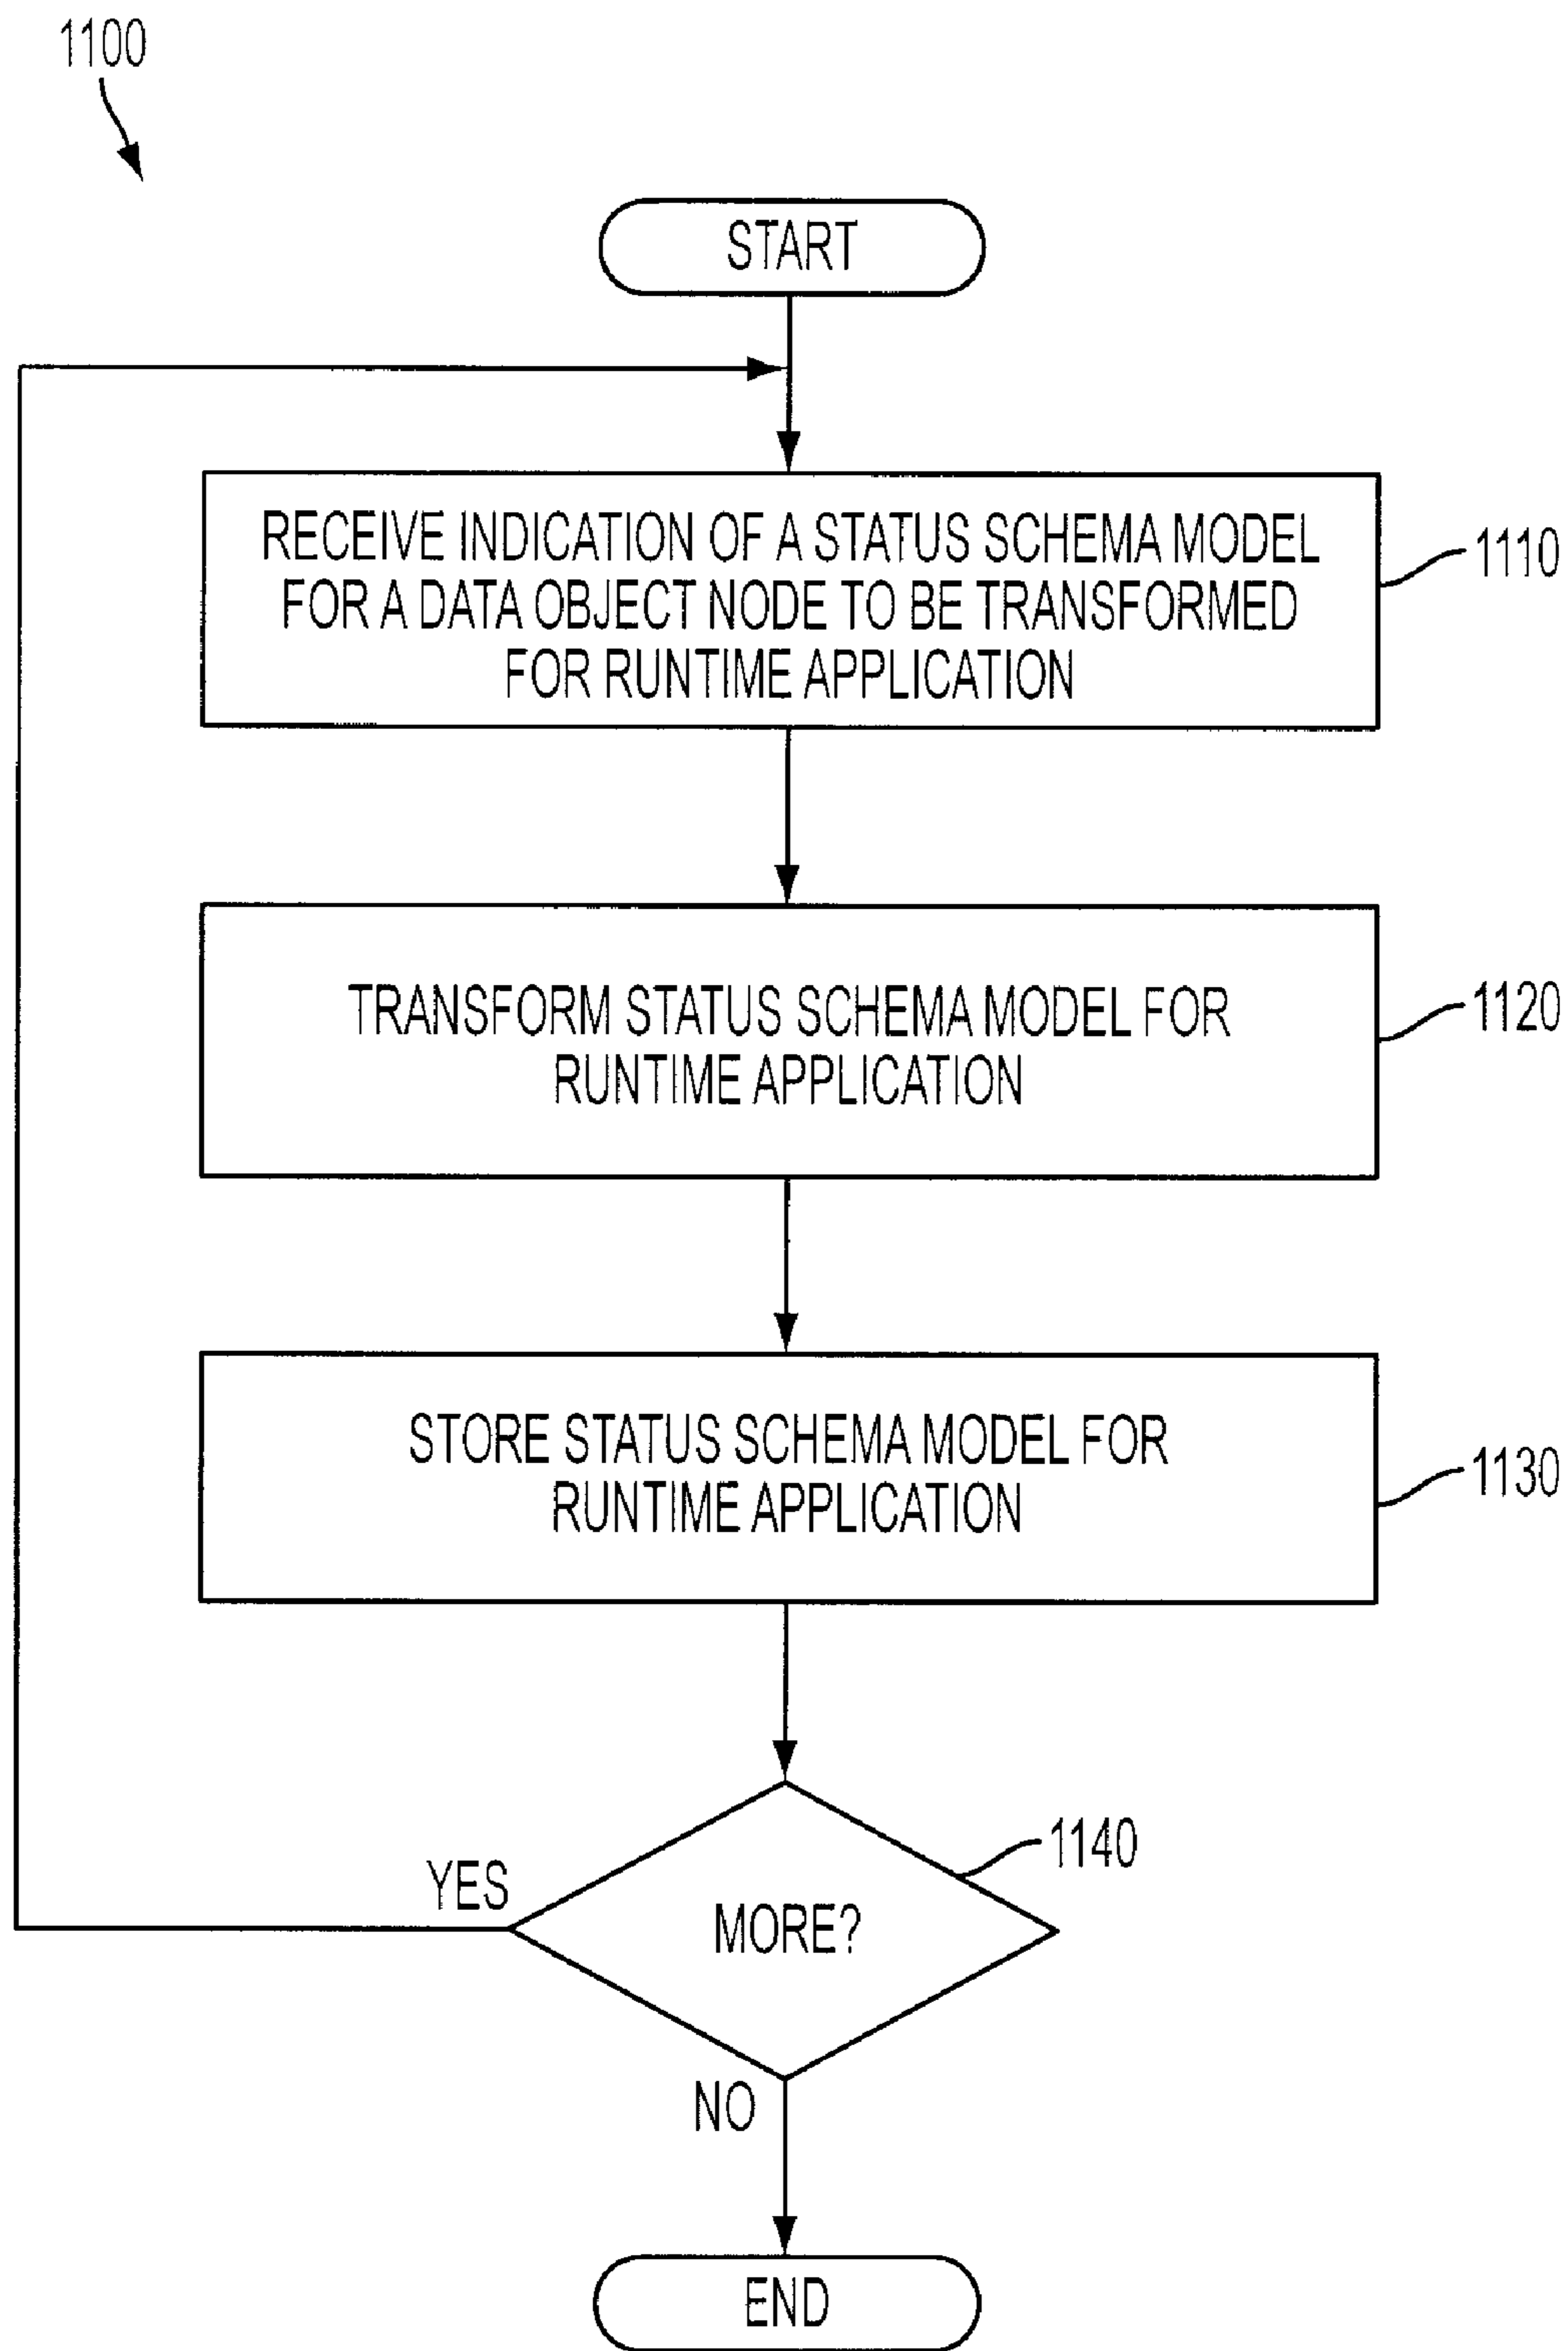 1100
START
RECEIVE INDICATION OF A STATUS SCHEMA MODEL
FOR A DATA OBJECT NODE TO BE TRANSFORMED
FOR RUNTIME APPLICATION
1110
TRANSFORM STATUS SCHEMA MODEL FOR
RUNTIME APPLICATION
1120
STORE STATUS SCHEMA MODEL FOR
RUNTIME APPLICATION
1130
1140
YES
MORE?
NO
END